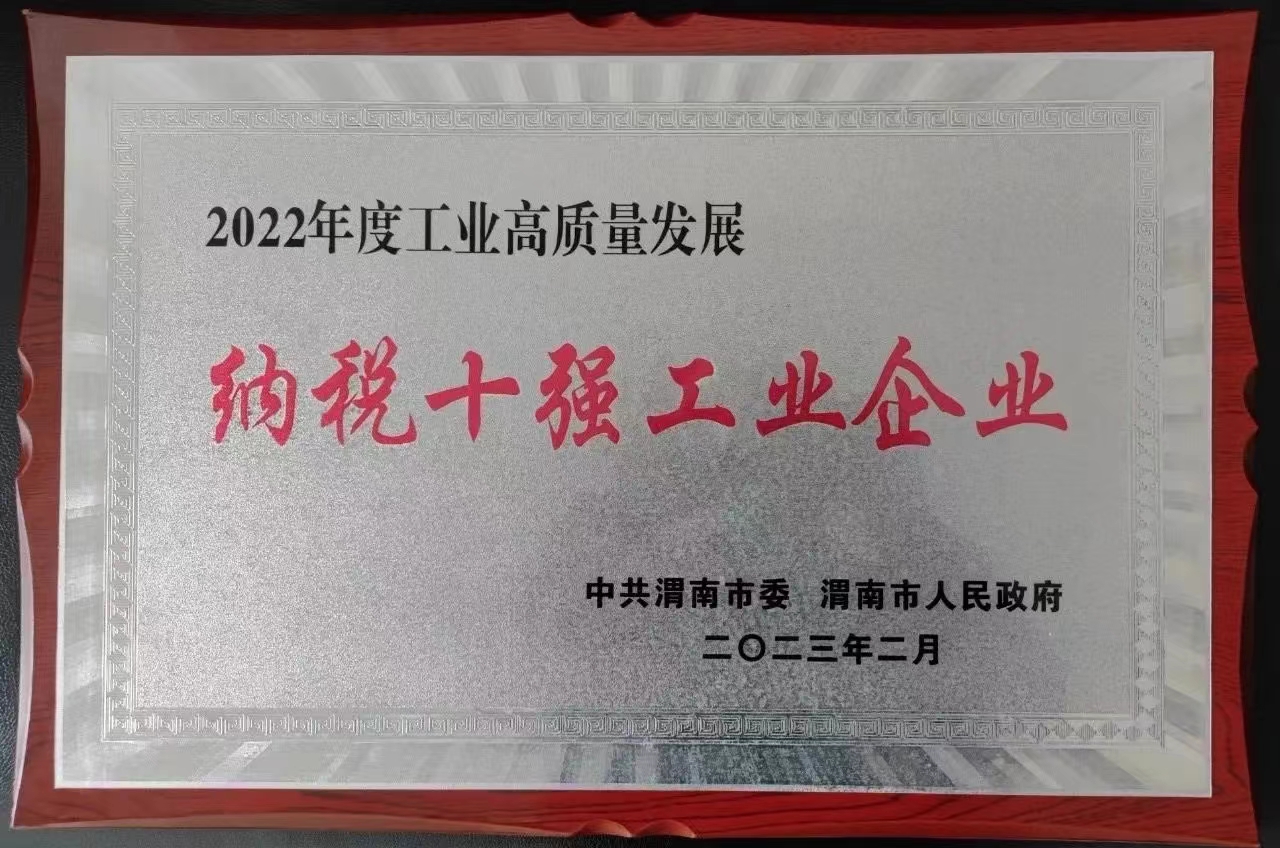 2022年度工业高质量发展
纳税十强工业企业
中共渭南市委 渭南市人民政府
二〇二三年二月